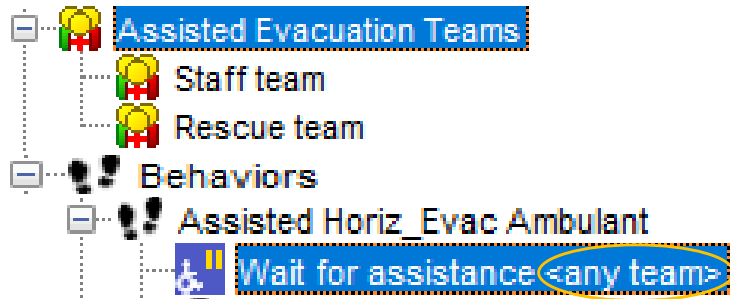 Assisted Evacuation Teams
Staff team
Rescue team
Behaviors
Assisted Horiz_Evac Ambulant
Wait for assistance <any team>